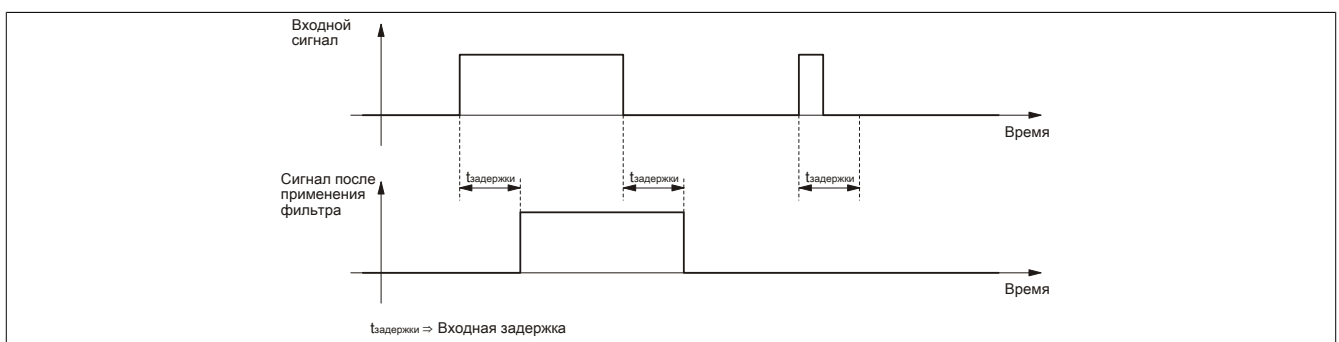 Входной
сигнал
Время
tзадержки
tзадержки
tзадержки
Сигнал после
применения
фильтра
Время
tзадержки ⇒ Входная задержка